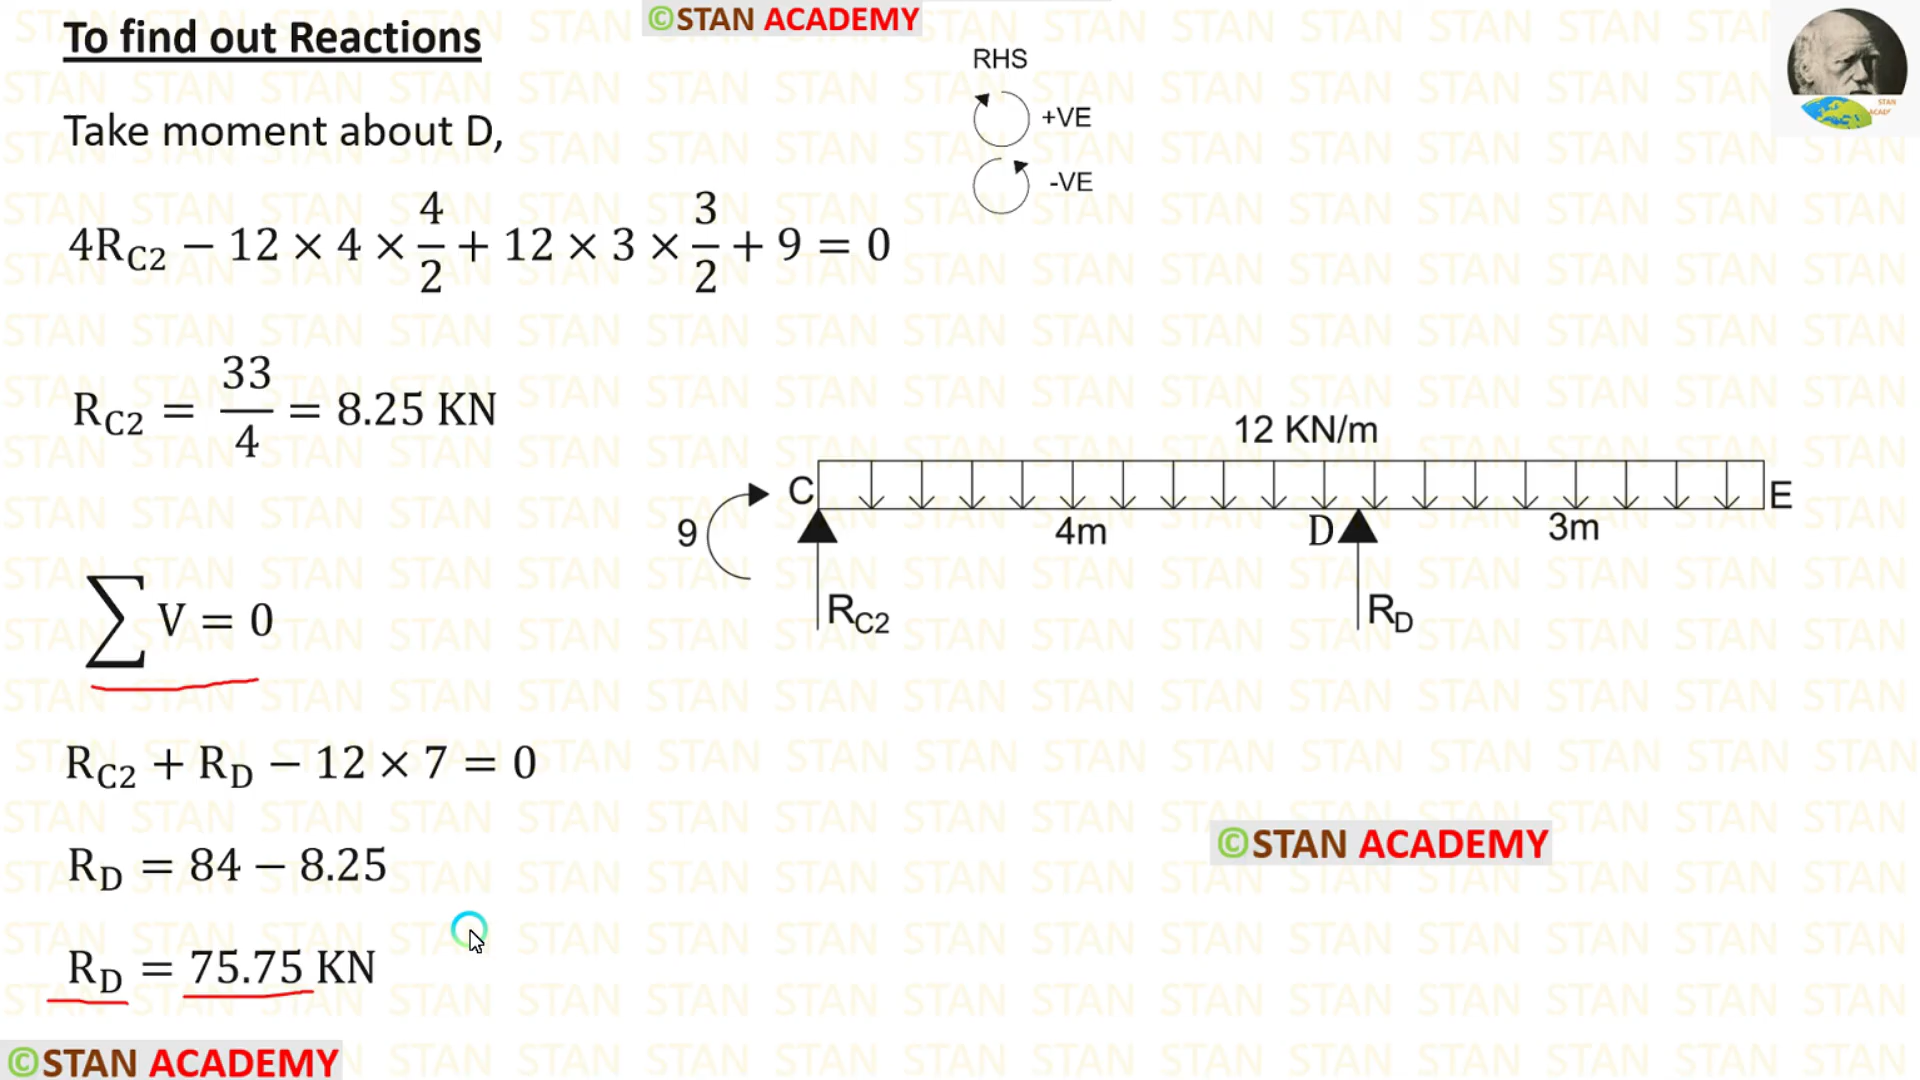 To find out Reactions
©STAN ACADEMY
RHS
+VE
-VE
STAN
ACADY
Take moment about D,
4R_C2 − 12 × 4 × 4/2 + 12 × 3 × 3/2 + 9 = 0
R_C2 = 33/4 = 8.25 KN
12 KN/m
C
E
9
4m
D
3m
R_C2
R_D
∑ V = 0
R_C2 + R_D − 12 × 7 = 0
©STAN ACADEMY
R_D = 84 − 8.25
R_D = 75.75 KN
©STAN ACADEMY